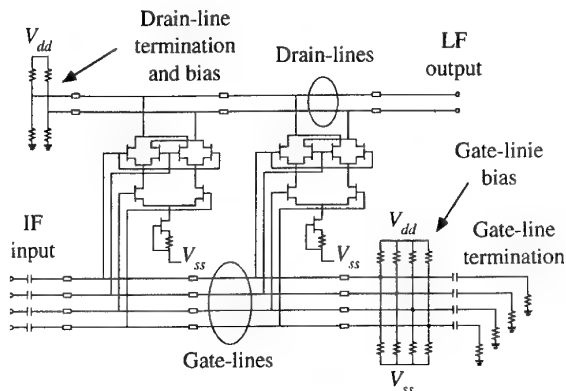 Drain-line
termination
and bias
V_dd
Drain-lines
LF
output
Gate-linie
bias
IF
input
V_ss
V_ss
V_dd
Gate-line
termination
Gate-lines
V_ss